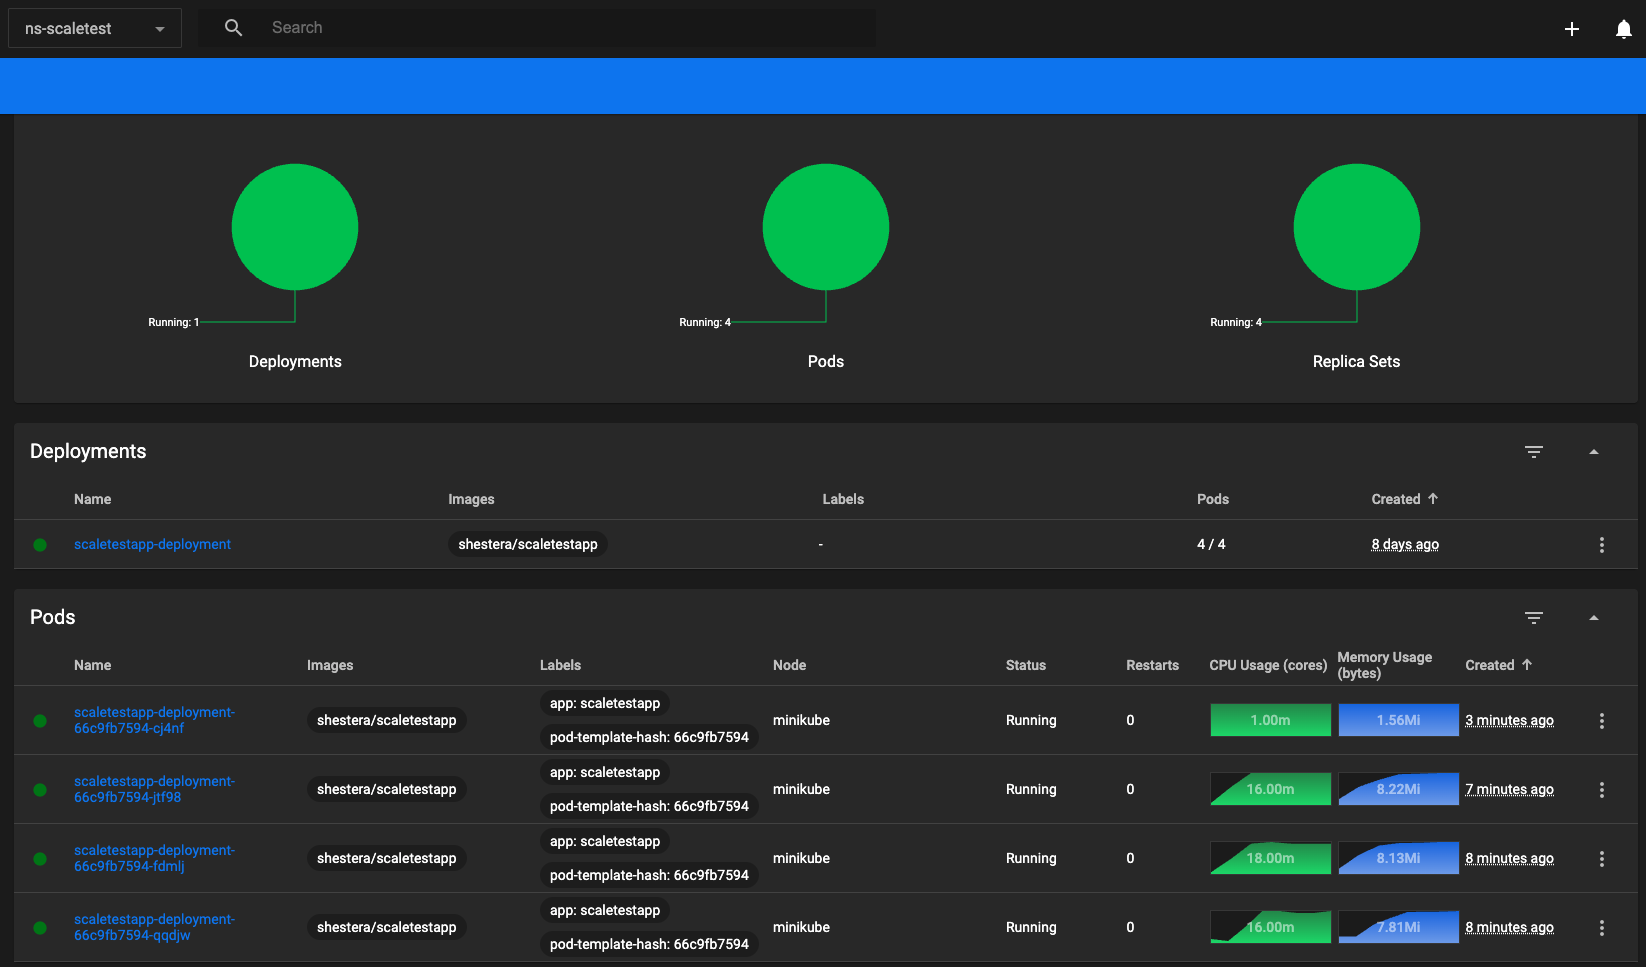 ns-scaletest
Search
Running: 1
Running: 4
Running: 4
Deployments
Pods
Replica Sets
Deployments
Name Images Labels Pods Created
scaletestapp-deployment shestera/scaletestapp - 4 / 4 8 days ago
Pods
Name Images Labels Node Status Restarts CPU Usage (cores) Memory Usage (bytes) Created
scaletestapp-deployment-
66c9fb7594-cj4nf
shestera/scaletestapp
app: scaletestapp
pod-template-hash: 66c9fb7594
minikube Running 0 1.00m 1.56Mi 3 minutes ago
scaletestapp-deployment-
66c9fb7594-jtf98
shestera/scaletestapp
app: scaletestapp
pod-template-hash: 66c9fb7594
minikube Running 0 16.00m 8.22Mi 7 minutes ago
scaletestapp-deployment-
66c9fb7594-fdmlj
shestera/scaletestapp
app: scaletestapp
pod-template-hash: 66c9fb7594
minikube Running 0 18.00m 8.13Mi 8 minutes ago
scaletestapp-deployment-
66c9fb7594-qqdjw
shestera/scaletestapp
app: scaletestapp
pod-template-hash: 66c9fb7594
minikube Running 0 16.00m 7.81Mi 8 minutes ago